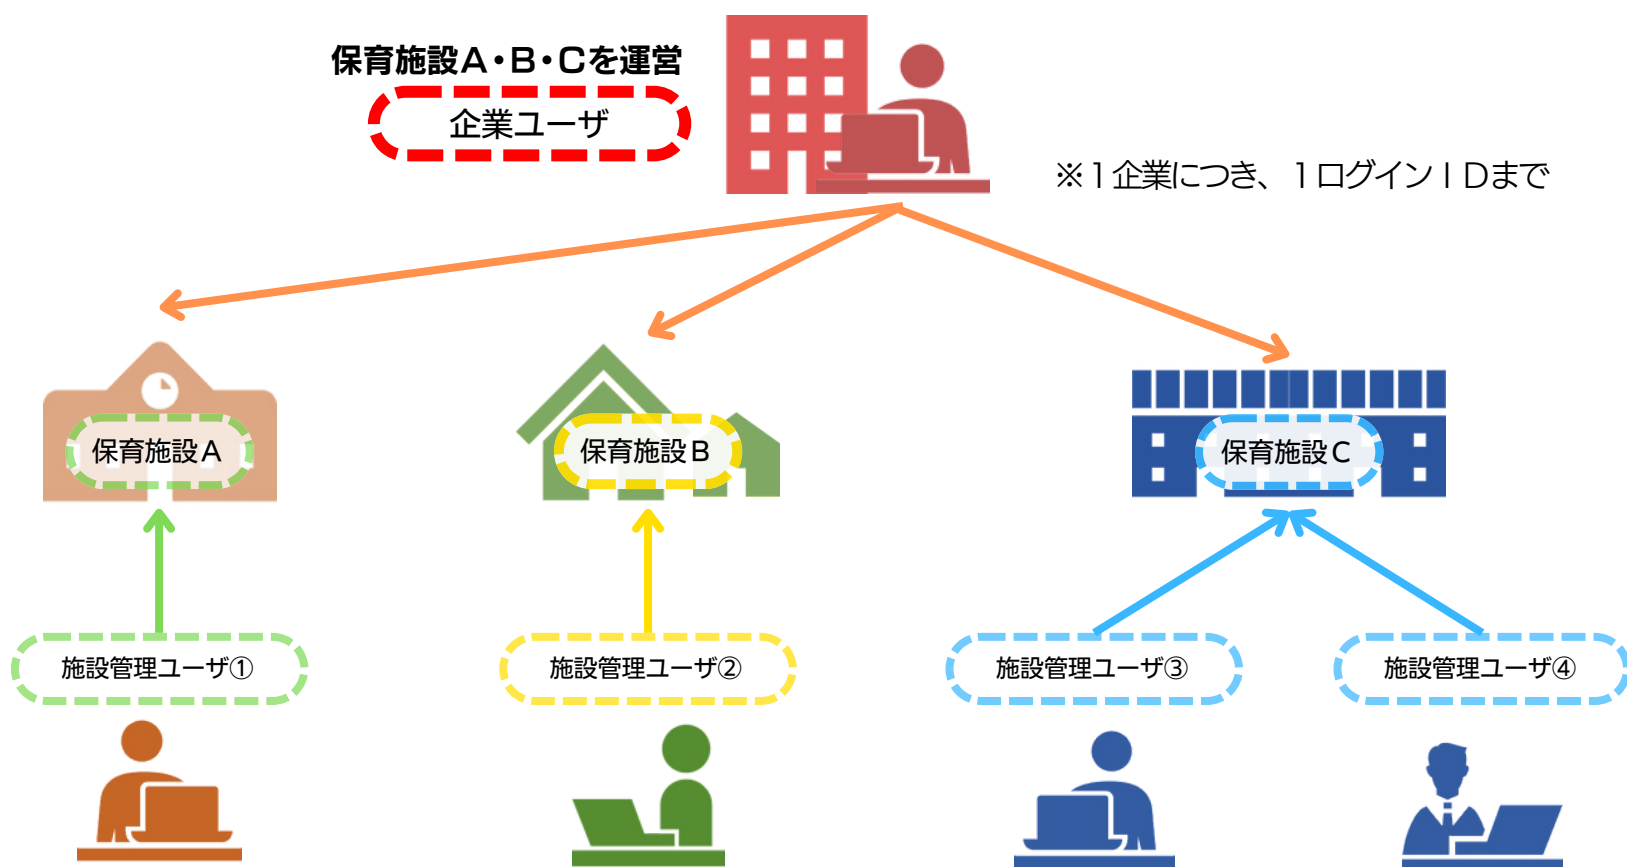 保育施設A・B・Cを運営
企業ユーザ
※１企業につき、１ログインＩＤまで
保育施設A
保育施設B
保育施設C
施設管理ユーザ①
施設管理ユーザ②
施設管理ユーザ③
施設管理ユーザ④